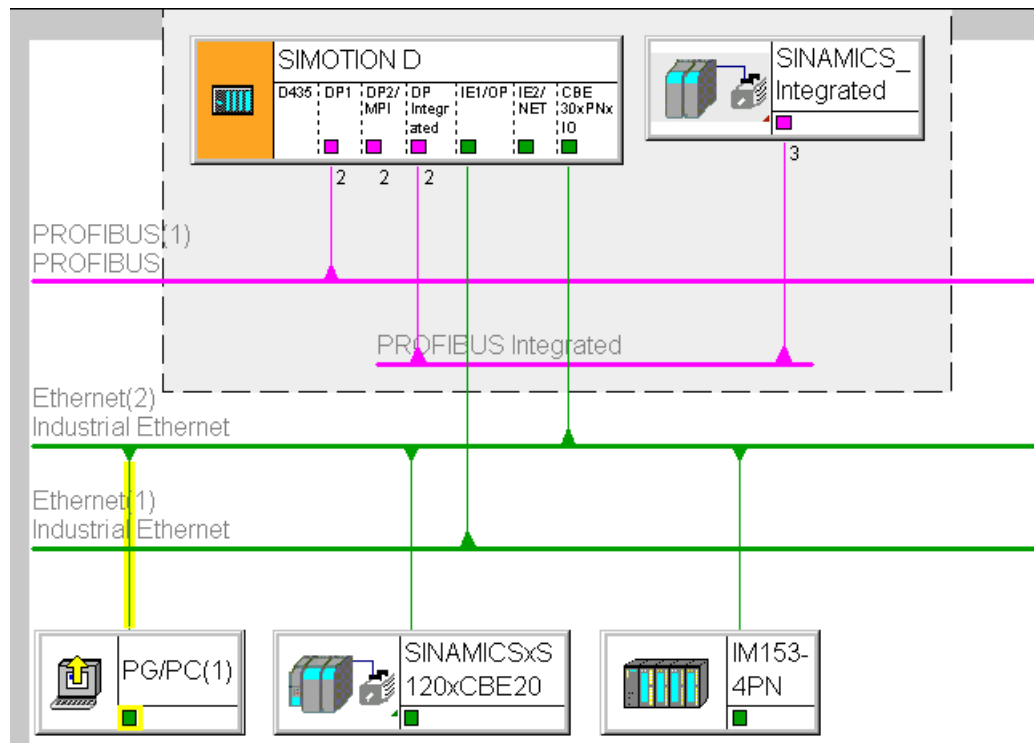 SIMOTION D
D435 DP1 DP2/ DP IE1/OP IE2/ CBE
MPI Integr NET 30xPNx
ated IO
2 2 2
SINAMICS_
Integrated
3
PROFIBUS(1)
PROFIBUS
PROFIBUS Integrated
Ethernet(2)
Industrial Ethernet
Ethernet(1)
Industrial Ethernet
PG/PC(1)
SINAMICSxS
120xCBE20
IM153-
4PN